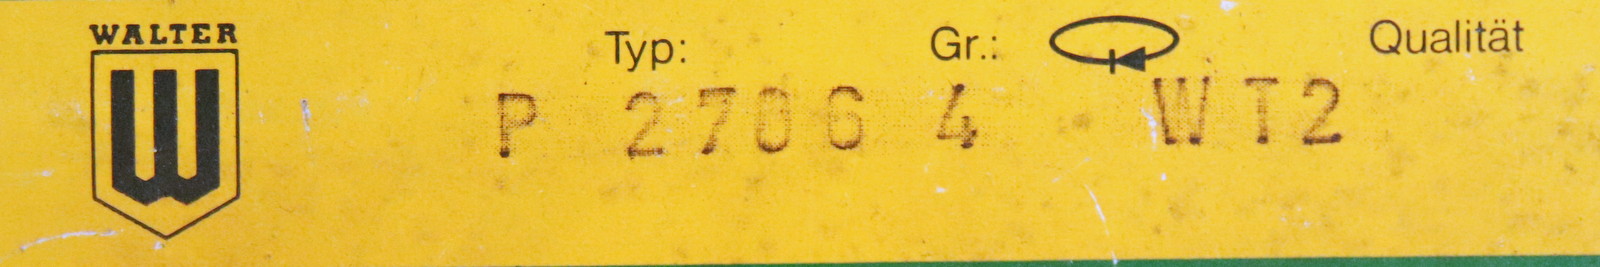 WALTER
W
Typ: Gr.: Qualität
P 2706 4 WT2